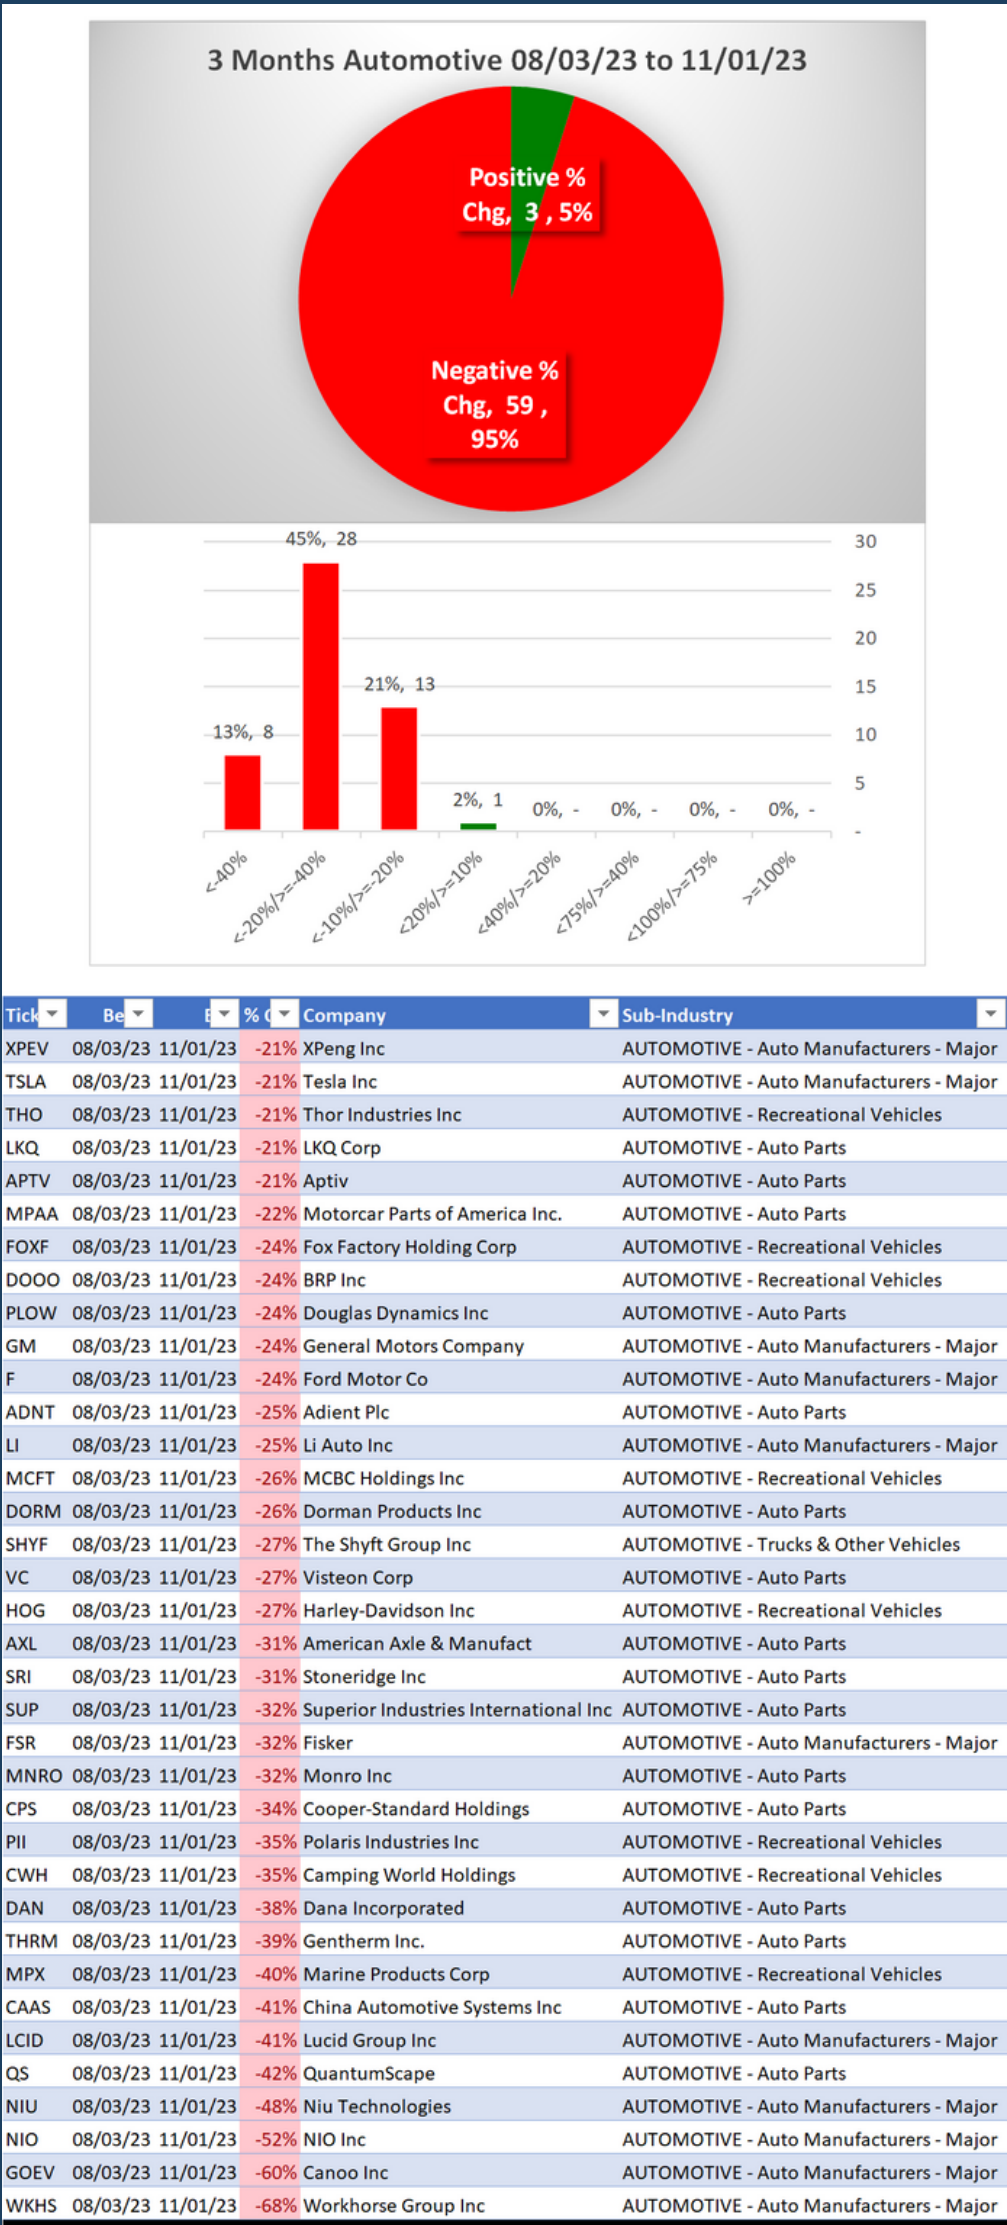 3 Months Automotive 08/03/23 to 11/01/23
Positive %
Chg, 3 , 5%
Negative %
Chg, 59 ,
95%
45%, 28
30
25
20
21%, 13
15
13%, 8
10
2%, 1
0%, -
0%, -
0%, -
0%, -
5
-
<-40%
<-20%/>=-40%
<-10%/>=-20%
<20%/>=10%
<40%/>=20%
<75%/>=40%
<100%/>=75%
>=100%
Tick Be E % C Company Sub-Industry
XPEV 08/03/23 11/01/23 -21% XPeng Inc AUTOMOTIVE - Auto Manufacturers - Major
TSLA 08/03/23 11/01/23 -21% Tesla Inc AUTOMOTIVE - Auto Manufacturers - Major
THO 08/03/23 11/01/23 -21% Thor Industries Inc AUTOMOTIVE - Recreational Vehicles
LKQ 08/03/23 11/01/23 -21% LKQ Corp AUTOMOTIVE - Auto Parts
APTV 08/03/23 11/01/23 -21% Aptiv AUTOMOTIVE - Auto Parts
MPAA 08/03/23 11/01/23 -22% Motorcar Parts of America Inc. AUTOMOTIVE - Auto Parts
FOXF 08/03/23 11/01/23 -24% Fox Factory Holding Corp AUTOMOTIVE - Recreational Vehicles
DOOO 08/03/23 11/01/23 -24% BRP Inc AUTOMOTIVE - Recreational Vehicles
PLOW 08/03/23 11/01/23 -24% Douglas Dynamics Inc AUTOMOTIVE - Auto Parts
GM 08/03/23 11/01/23 -24% General Motors Company AUTOMOTIVE - Auto Manufacturers - Major
F 08/03/23 11/01/23 -24% Ford Motor Co AUTOMOTIVE - Auto Manufacturers - Major
ADNT 08/03/23 11/01/23 -25% Adient Plc AUTOMOTIVE - Auto Parts
LI 08/03/23 11/01/23 -25% Li Auto Inc AUTOMOTIVE - Auto Manufacturers - Major
MCFT 08/03/23 11/01/23 -26% MCBC Holdings Inc AUTOMOTIVE - Recreational Vehicles
DORM 08/03/23 11/01/23 -26% Dorman Products Inc AUTOMOTIVE - Auto Parts
SHYF 08/03/23 11/01/23 -27% The Shyft Group Inc AUTOMOTIVE - Trucks & Other Vehicles
VC 08/03/23 11/01/23 -27% Visteon Corp AUTOMOTIVE - Auto Parts
HOG 08/03/23 11/01/23 -27% Harley-Davidson Inc AUTOMOTIVE - Recreational Vehicles
AXL 08/03/23 11/01/23 -31% American Axle & Manufact AUTOMOTIVE - Auto Parts
SRI 08/03/23 11/01/23 -31% Stoneridge Inc AUTOMOTIVE - Auto Parts
SUP 08/03/23 11/01/23 -32% Superior Industries International Inc AUTOMOTIVE - Auto Parts
FSR 08/03/23 11/01/23 -32% Fisker AUTOMOTIVE - Auto Manufacturers - Major
MNRO 08/03/23 11/01/23 -32% Monro Inc AUTOMOTIVE - Auto Parts
CPS 08/03/23 11/01/23 -34% Cooper-Standard Holdings AUTOMOTIVE - Auto Parts
PII 08/03/23 11/01/23 -35% Polaris Industries Inc AUTOMOTIVE - Recreational Vehicles
CWH 08/03/23 11/01/23 -35% Camping World Holdings AUTOMOTIVE - Recreational Vehicles
DAN 08/03/23 11/01/23 -38% Dana Incorporated AUTOMOTIVE - Auto Parts
THRM 08/03/23 11/01/23 -39% Gentherm Inc. AUTOMOTIVE - Auto Parts
MPX 08/03/23 11/01/23 -40% Marine Products Corp AUTOMOTIVE - Recreational Vehicles
CAAS 08/03/23 11/01/23 -41% China Automotive Systems Inc AUTOMOTIVE - Auto Parts
LCID 08/03/23 11/01/23 -41% Lucid Group Inc AUTOMOTIVE - Auto Manufacturers - Major
QS 08/03/23 11/01/23 -42% QuantumScape AUTOMOTIVE - Auto Parts
NIU 08/03/23 11/01/23 -48% Niu Technologies AUTOMOTIVE - Auto Manufacturers - Major
NIO 08/03/23 11/01/23 -52% NIO Inc AUTOMOTIVE - Auto Manufacturers - Major
GOEV 08/03/23 11/01/23 -60% Canoo Inc AUTOMOTIVE - Auto Manufacturers - Major
WKHS 08/03/23 11/01/23 -68% Workhorse Group Inc AUTOMOTIVE - Auto Manufacturers - Major